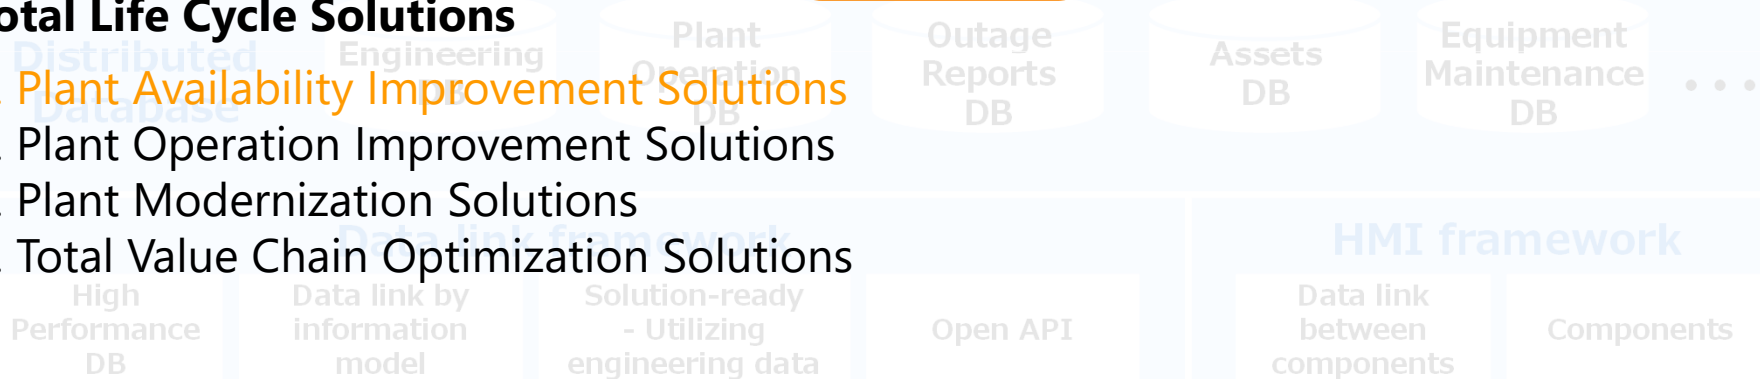 otal Life Cycle Solutions
. Plant Availability Improvement Solutions
. Plant Operation Improvement Solutions
. Plant Modernization Solutions
. Total Value Chain Optimization Solutions
Distributed
Database
Engineering
DB
Plant
Operation
DB
Outage
Reports
DB
Assets
DB
Equipment
Maintenance
DB
...
Data link framework
HMI framework
High
Performance
DB
Data link by
information
model
Solution-ready
- Utilizing
engineering data
Open API
Data link
between
components
Components